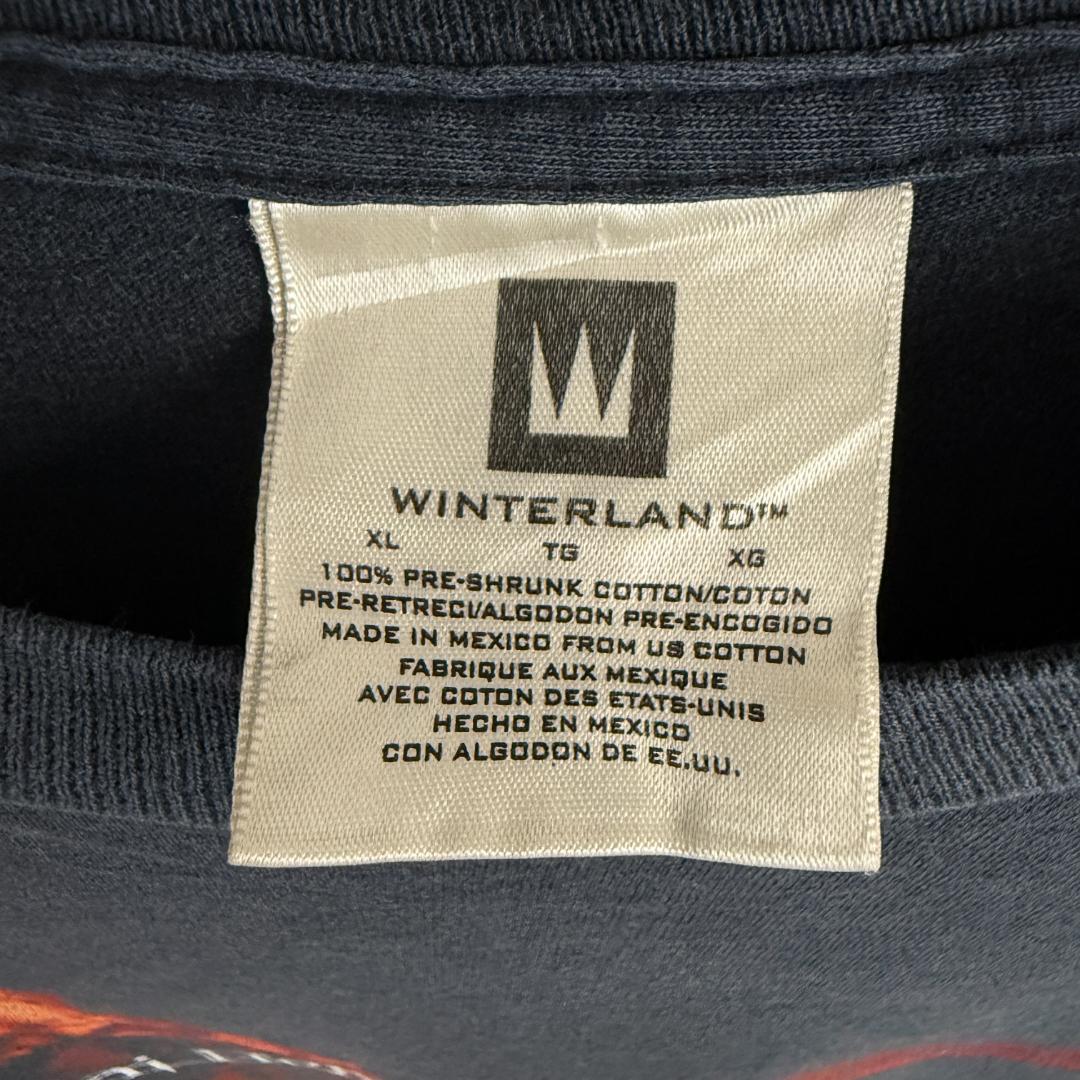 W
WINTERLAND™
XL TG XG
100% PRE-SHRUNK COTTON/COTON
PRE-RETRECI/ALGODON PRE-ENCOGIDO
MADE IN MEXICO FROM US COTTON
FABRIQUE AUX MEXIQUE
AVEC COTON DES ETATS-UNIS
HECHO EN MEXICO
CON ALGODON DE EE.UU.